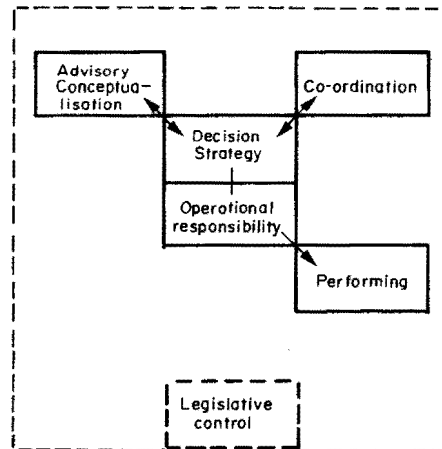 Advisory
Conceptua-
lisation
Co-ordination
Decision
Strategy
Operational
responsibility
Performing
Legislative
control